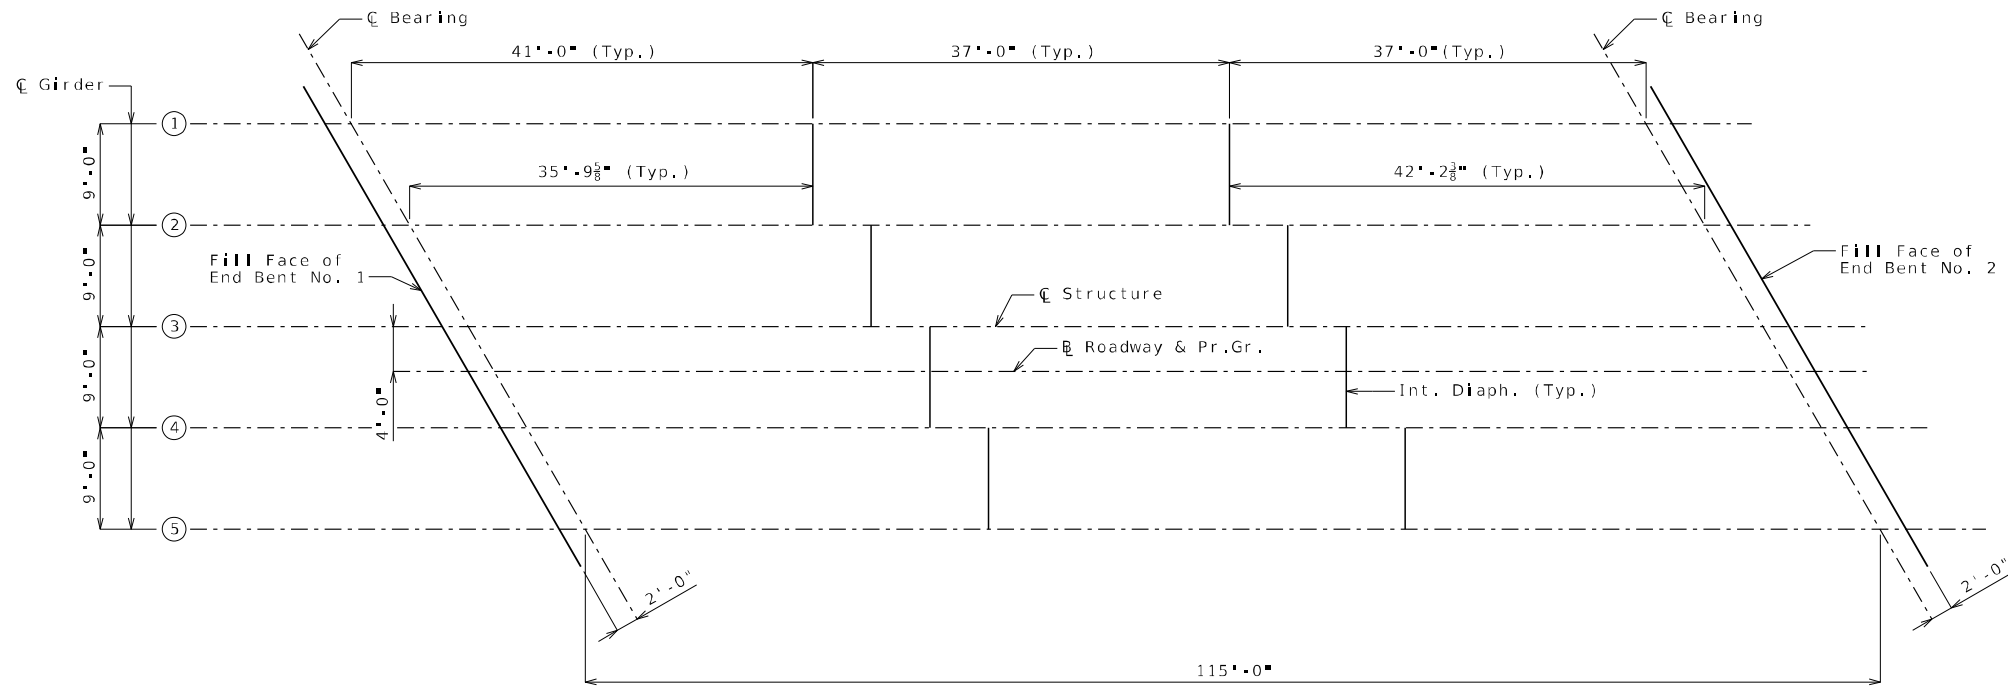 ℄ Bearing
℄ Bearing
41'-0" (Typ.)
37'-0" (Typ.)
37'-0"(Typ.)
℄ Girder
1
9'-0"
35'-9⅝" (Typ.)
42'-2⅜" (Typ.)
2
9'-0"
Fill Face of
End Bent No. 1
Fill Face of
End Bent No. 2
℄ Structure
3
9'-0"
4'-0"
B͟L Roadway & Pr.Gr.
Int. Diaph. (Typ.)
4
9'-0"
5
2'-0"
2'-0"
115'-0"